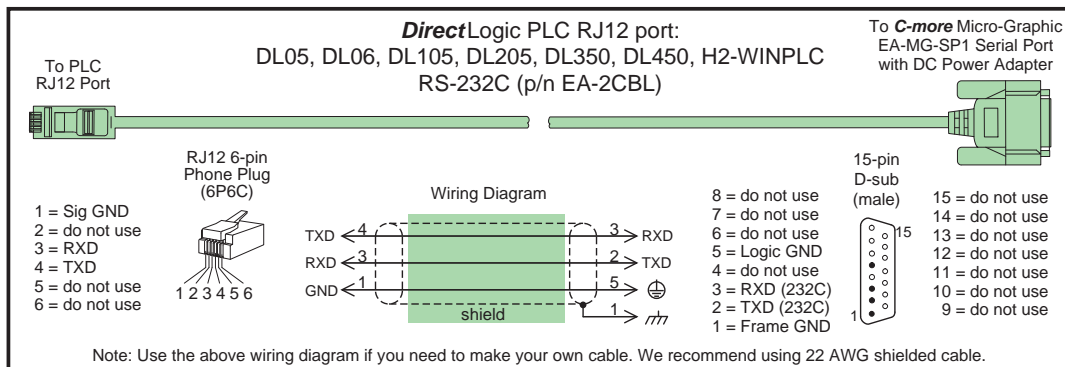 DirectLogic PLC RJ12 port:
DL05, DL06, DL105, DL205, DL350, DL450, H2-WINPLC
RS-232C (p/n EA-2CBL)
To PLC
RJ12 Port
To C-more Micro-Graphic
EA-MG-SP1 Serial Port
with DC Power Adapter
RJ12 6-pin
Phone Plug
(6P6C)
1 = Sig GND
2 = do not use
3 = RXD
4 = TXD
5 = do not use
6 = do not use
1 2 3 4 5 6
Wiring Diagram
TXD 4 3 RXD
RXD 3 2 TXD
GND 1 5
shield 1
8 = do not use
7 = do not use
6 = do not use
5 = Logic GND
4 = do not use
3 = RXD (232C)
2 = TXD (232C)
1 = Frame GND
15-pin
D-sub
(male)
15
1
15 = do not use
14 = do not use
13 = do not use
12 = do not use
11 = do not use
10 = do not use
9 = do not use
Note: Use the above wiring diagram if you need to make your own cable. We recommend using 22 AWG shielded cable.